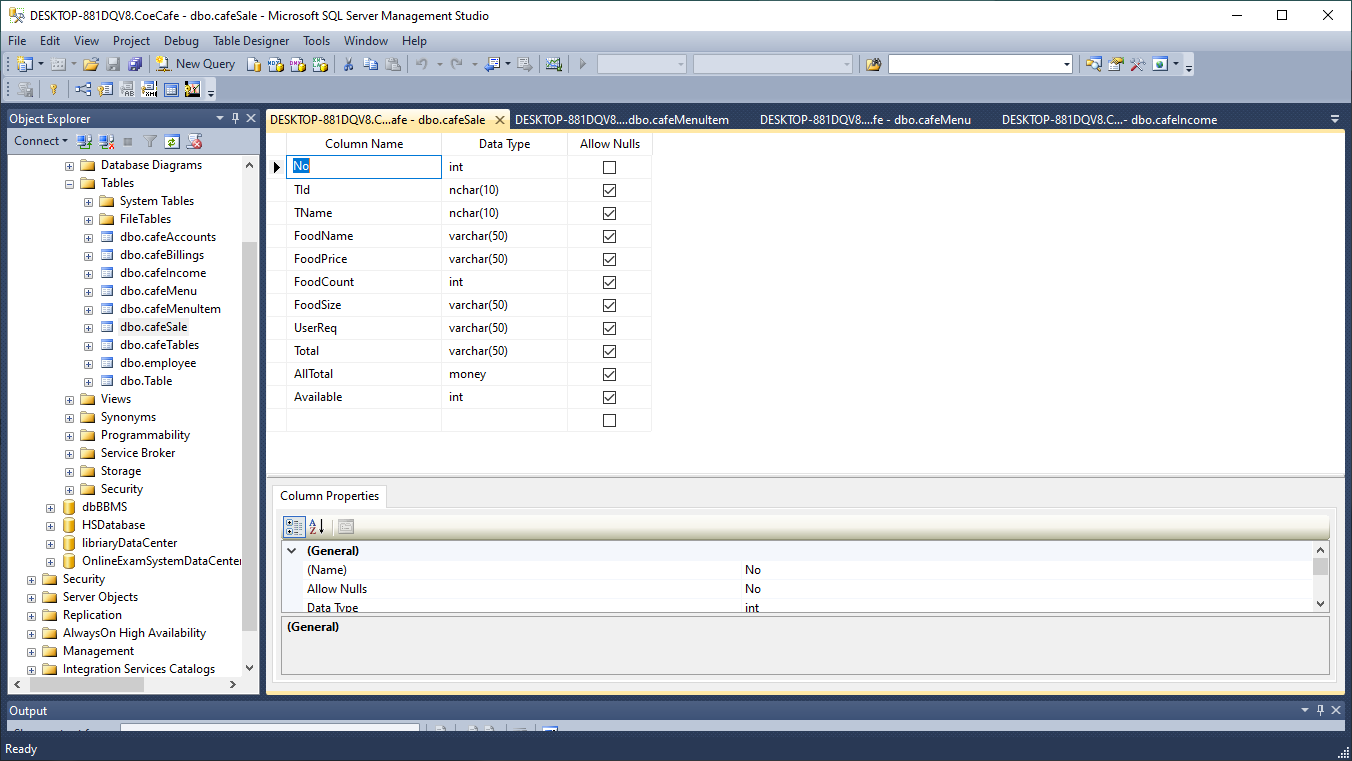 DESKTOP-881DQV8.CoeCafe - dbo.cafeSale - Microsoft SQL Server Management Studio
File Edit View Project Debug Table Designer Tools Window Help
New Query
Object Explorer
Connect
Database Diagrams
Tables
System Tables
FileTables
dbo.cafeAccounts
dbo.cafeBillings
dbo.cafeIncome
dbo.cafeMenu
dbo.cafeMenuItem
dbo.cafeSale
dbo.cafeTables
dbo.employee
dbo.Table
Views
Synonyms
Programmability
Service Broker
Storage
Security
dbBBMS
HSDatabase
libriaryDataCenter
OnlineExamSystemDataCenter
Security
Server Objects
Replication
AlwaysOn High Availability
Management
Integration Services Catalogs
DESKTOP-881DQV8.C...afe - dbo.cafeSale DESKTOP-881DQV8....dbo.cafeMenuItem DESKTOP-881DQV8....fe - dbo.cafeMenu DESKTOP-881DQV8.C...- dbo.cafeIncome
Column Name Data Type Allow Nulls
No int
TId nchar(10)
TName nchar(10)
FoodName varchar(50)
FoodPrice varchar(50)
FoodCount int
FoodSize varchar(50)
UserReq varchar(50)
Total varchar(50)
AllTotal money
Available int
Column Properties
(General)
(Name) No
Allow Nulls No
Data Type int
(General)
Output
Ready